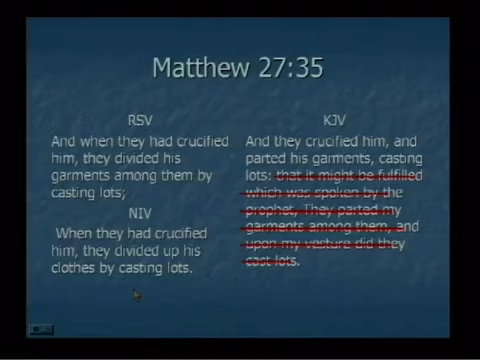 Matthew 27:35
RSV
And when they had crucified
him, they divided his
garments among them by
casting lots;
NIV
When they had crucified
him, they divided up his
clothes by casting lots.
KJV
And they crucified him, and
parted his garments, casting
lots: that it might be fulfilled
which was spoken by the
prophet, They parted my
garments among them, and
upon my vesture did they
cast lots.